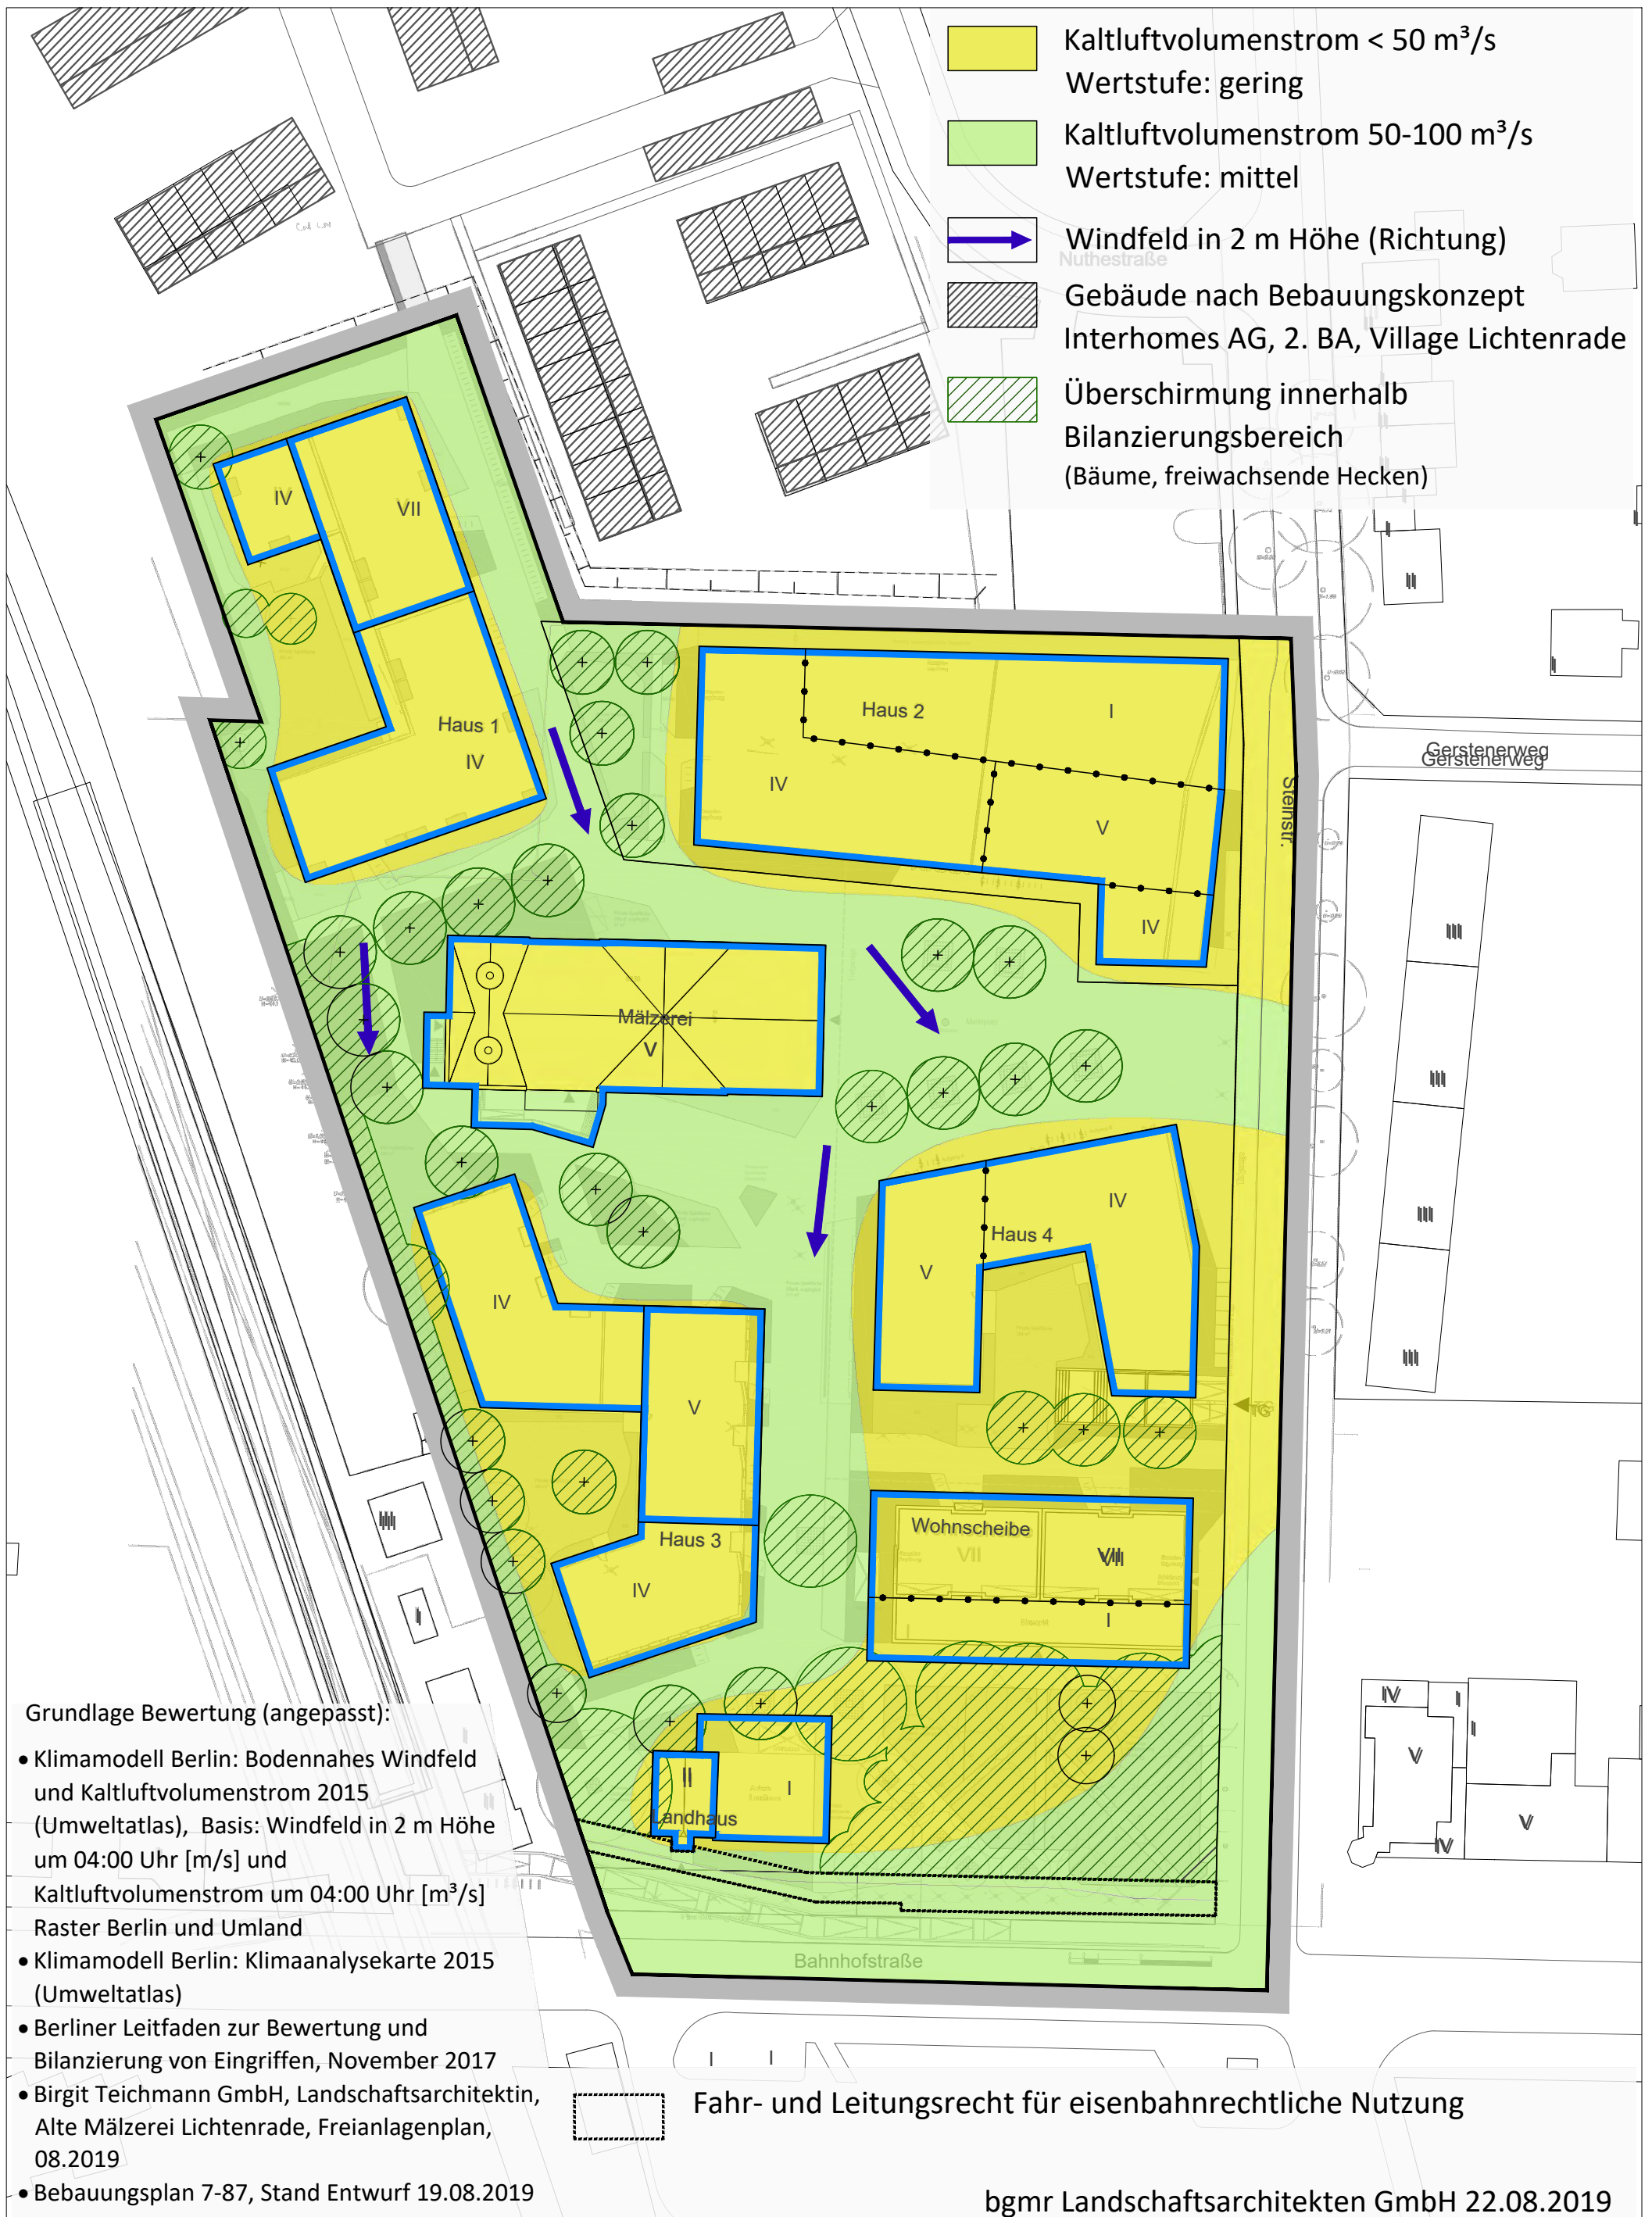 Kaltluftvolumenstrom < 50 m³/s
Wertstufe: gering
Kaltluftvolumenstrom 50-100 m³/s
Wertstufe: mittel
Windfeld in 2 m Höhe (Richtung)
Nuthestraße
Gebäude nach Bebauungskonzept
Interhomes AG, 2. BA, Village Lichtenrade
Überschirmung innerhalb
Bilanzierungsbereich
(Bäume, freiwachsende Hecken)
IV
VII
III
Haus 1
IV
Haus 2
I
IV
V
IV
Gerstenerweg
Gerstenerweg
Steinstr.
III
Mälzerei
V
III
III
IV
Haus 4
V
IV
III
V
TG
Haus 3
IV
Wohnscheibe
VII
VII
I
II
I
Landhaus
IV
V
V
IV
Bahnhofstraße
Grundlage Bewertung (angepasst):
• Klimamodell Berlin: Bodennahes Windfeld
und Kaltluftvolumenstrom 2015
(Umweltatlas), Basis: Windfeld in 2 m Höhe
um 04:00 Uhr [m/s] und
Kaltluftvolumenstrom um 04:00 Uhr [m³/s]
Raster Berlin und Umland
• Klimamodell Berlin: Klimaanalysekarte 2015
(Umweltatlas)
• Berliner Leitfaden zur Bewertung und
Bilanzierung von Eingriffen, November 2017
• Birgit Teichmann GmbH, Landschaftsarchitektin,
Alte Mälzerei Lichtenrade, Freianlagenplan,
08.2019
• Bebauungsplan 7-87, Stand Entwurf 19.08.2019
I
I
Fahr- und Leitungsrecht für eisenbahnrechtliche Nutzung
bgmr Landschaftsarchitekten GmbH 22.08.2019